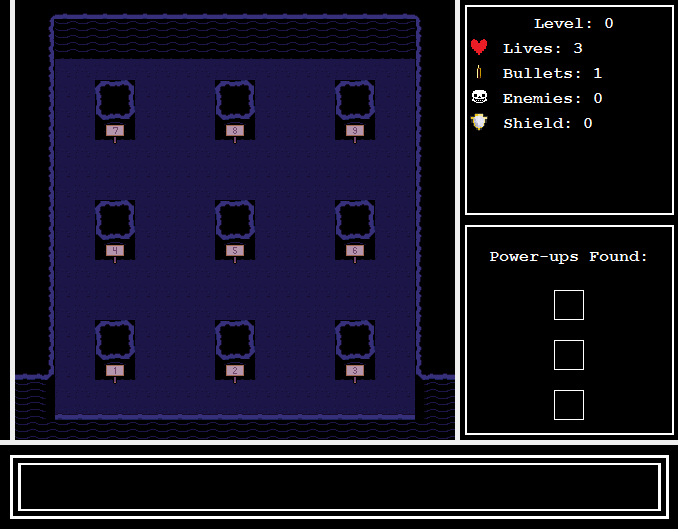 Level: 0
Lives: 3
Bullets: 1
Enemies: 0
Shield: 0
7 8 9
4 5 6
1 2 3
Power-ups Found: